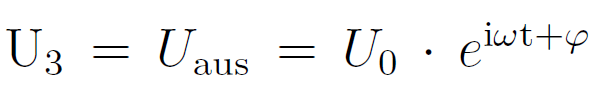 U₃ = U_aus = U₀ · e^{iωt+φ}